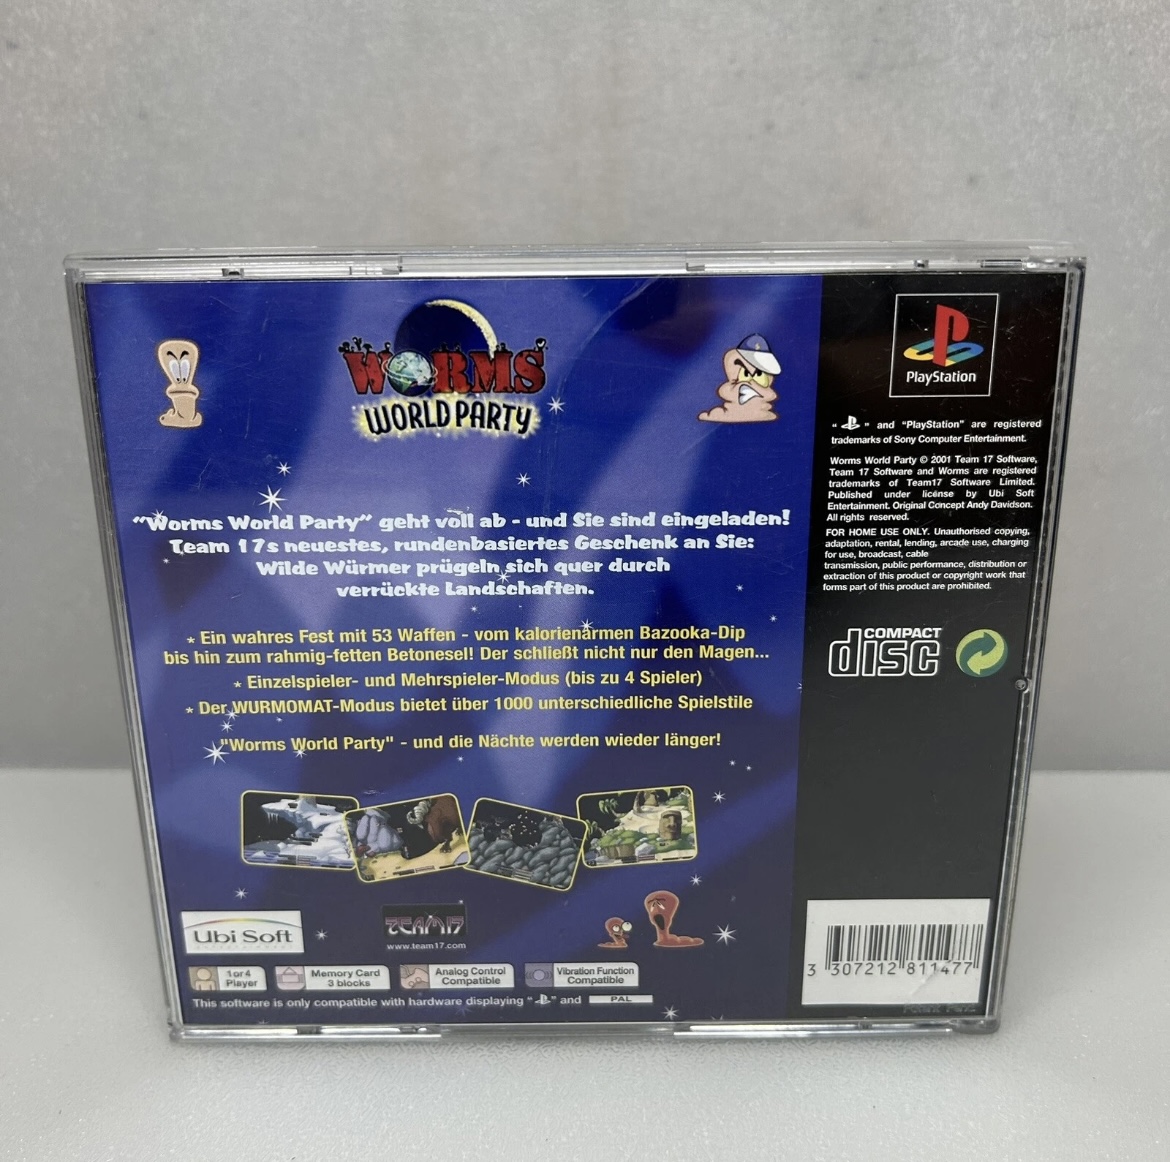 WORMS
WORLD PARTY
"Worms World Party" geht voll ab - und Sie sind eingeladen!
Team 17s neuestes, rundenbasiertes Geschenk an Sie:
Wilde Würmer prügeln sich quer durch
verrückte Landschaften.
* Ein wahres Fest mit 53 Waffen - vom kalorienarmen Bazooka-Dip
bis hin zum rahmig-fetten Betonesel! Der schließt nicht nur den Magen...
* Einzelspieler- und Mehrspieler-Modus (bis zu 4 Spieler)
* Der WURMOMAT-Modus bietet über 1000 unterschiedliche Spielstile
"Worms World Party" - und die Nächte werden wieder länger!
Ubi Soft
TEAM17
www.team17.com
1 or 4
Player
Memory Card
3 blocks
Analog Control
Compatible
Vibration Function
Compatible
This software is only compatible with hardware displaying " " and PAL
PlayStation
" " and "PlayStation" are registered
trademarks of Sony Computer Entertainment.
Worms World Party © 2001 Team 17 Software,
Team 17 Software and Worms are registered
trademarks of Team17 Software Limited.
Published under license by Ubi Soft
Entertainment. Original Concept Andy Davidson.
All rights reserved.
FOR HOME USE ONLY. Unauthorised copying,
adaptation, rental, lending, arcade use, charging
for use, broadcast, cable
transmission, public performance, distribution or
extraction of this product or copyright work that
forms part of this product are prohibited.
COMPACT
disc
3 307212 811477